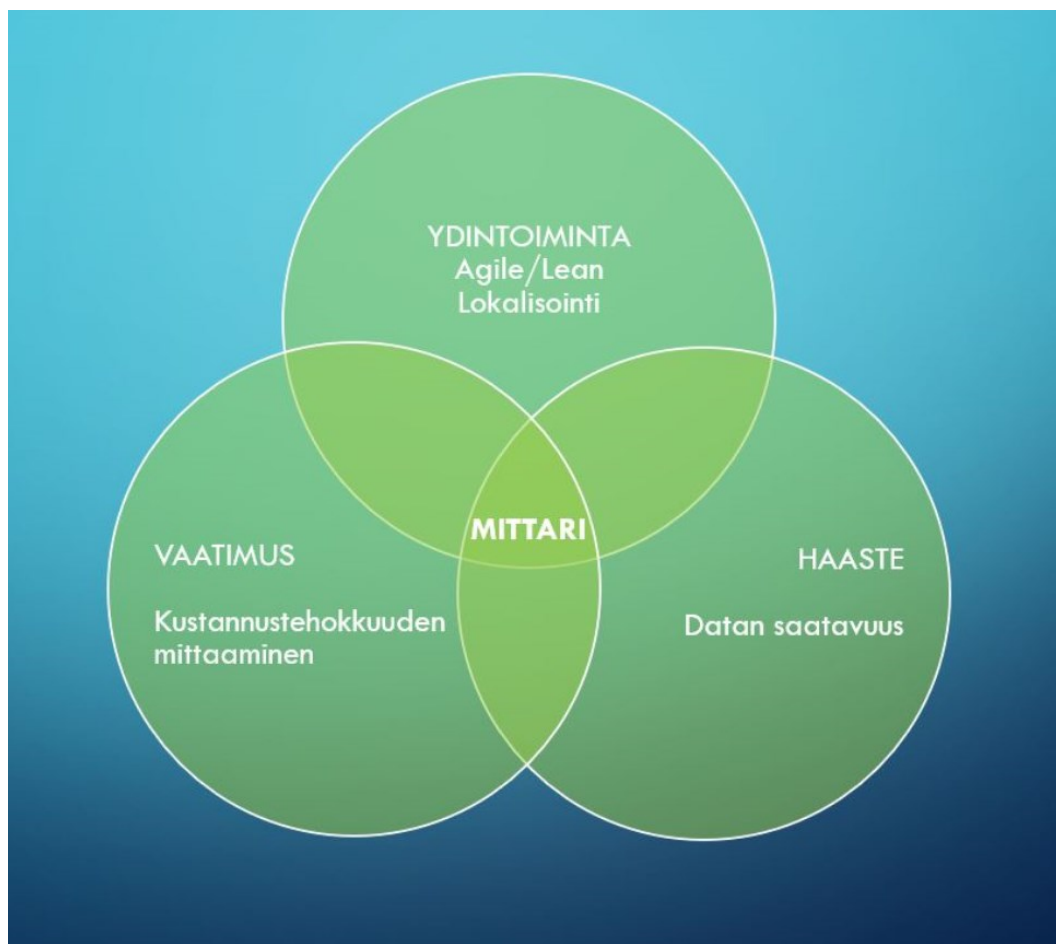 YDINTOIMINTA
Agile/Lean
Lokalisointi
MITTARI
VAATIMUS
Kustannustehokkuuden
mittaaminen
HAASTE
Datan saatavuus